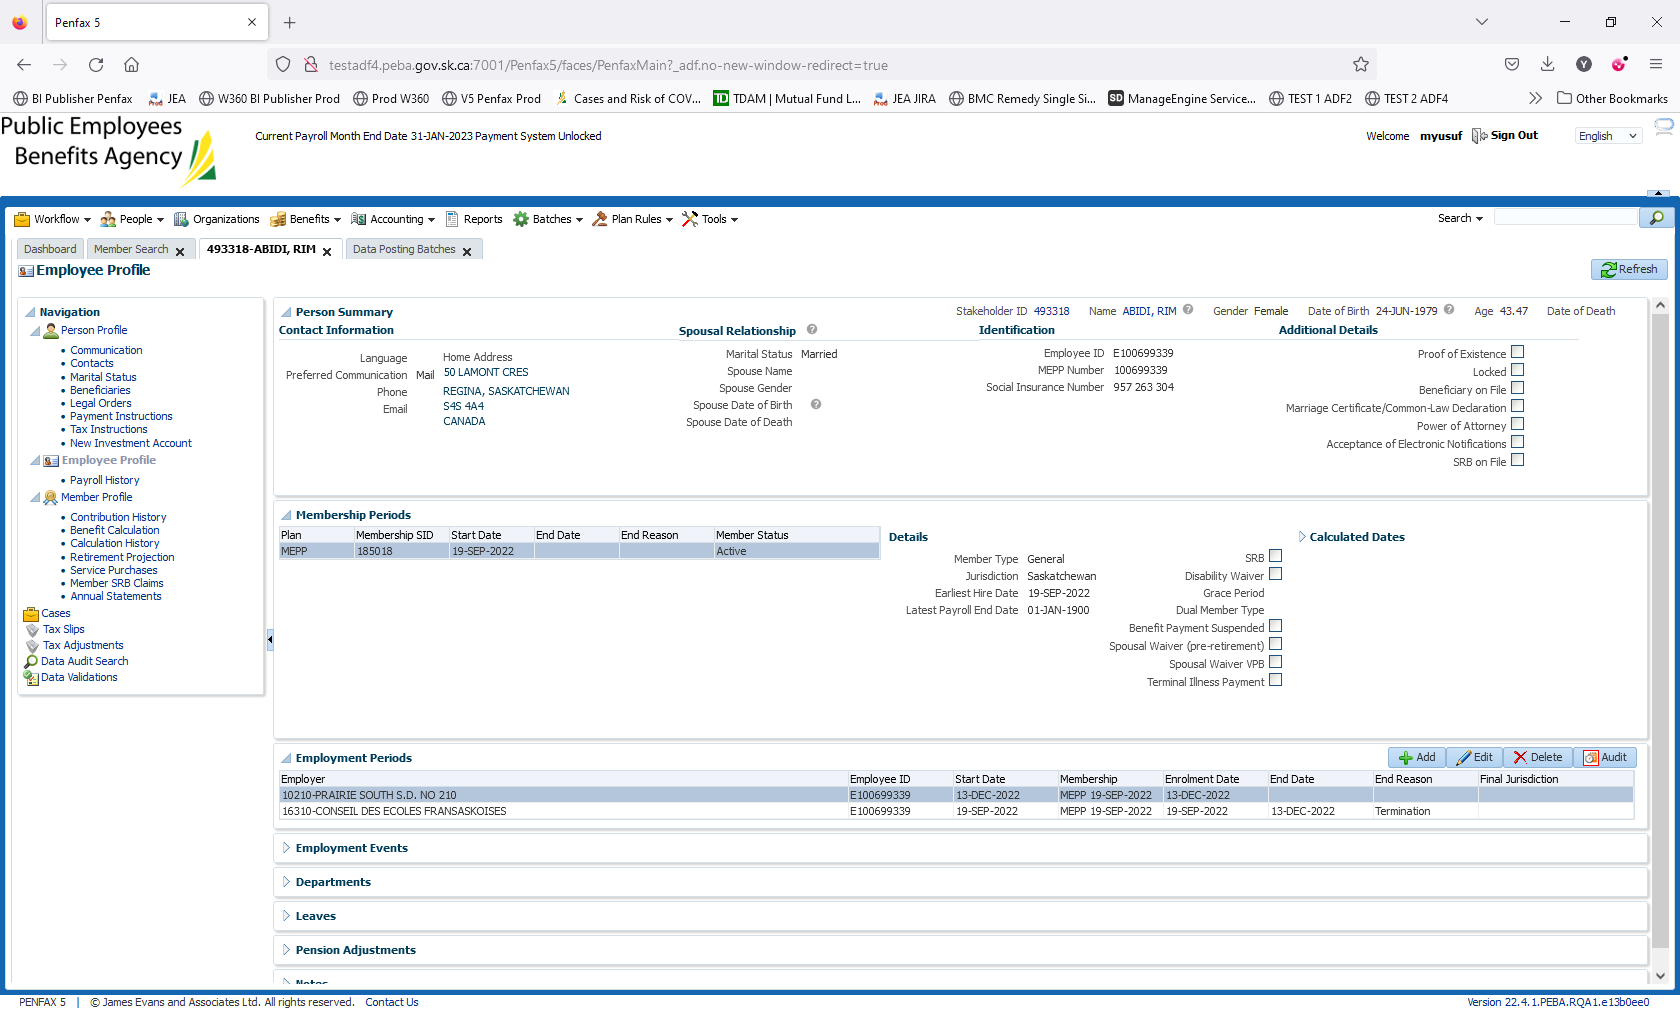 Penfax 5
testadf4.peba.gov.sk.ca:7001/Penfax5/faces/PenfaxMain?_adf.no-new-window-redirect=true
BI Publisher Penfax JEA W360 BI Publisher Prod Prod W360 V5 Penfax Prod Cases and Risk of COV... TDAM | Mutual Fund L... JEA JIRA BMC Remedy Single Si... ManageEngine Service... TEST 1 ADF2 TEST 2 ADF4 Other Bookmarks
Public Employees
Benefits Agency
Current Payroll Month End Date 31-JAN-2023 Payment System Unlocked
Welcome myusuf Sign Out English
Workflow People Organizations Benefits Accounting Reports Batches Plan Rules Tools Search
Dashboard Member Search 493318-ABIDI, RIM Data Posting Batches
Employee Profile Refresh
Navigation
Person Profile
Communication
Contacts
Marital Status
Beneficiaries
Legal Orders
Payment Instructions
Tax Instructions
New Investment Account
Employee Profile
Payroll History
Member Profile
Contribution History
Benefit Calculation
Calculation History
Retirement Projection
Service Purchases
Member SRB Claims
Annual Statements
Cases
Tax Slips
Tax Adjustments
Data Audit Search
Data Validations
Person Summary Stakeholder ID 493318 Name ABIDI, RIM Gender Female Date of Birth 24-JUN-1979 Age 43.47 Date of Death
Contact Information
Language
Preferred Communication Mail
Phone
Email
Home Address
50 LAMONT CRES
REGINA, SASKATCHEWAN
S4S 4A4
CANADA
Spousal Relationship
Marital Status Married
Spouse Name
Spouse Gender
Spouse Date of Birth
Spouse Date of Death
Identification
Employee ID E100699339
MEPP Number 100699339
Social Insurance Number 957 263 304
Additional Details
Proof of Existence
Locked
Beneficiary on File
Marriage Certificate/Common-Law Declaration
Power of Attorney
Acceptance of Electronic Notifications
SRB on File
Membership Periods
Plan Membership SID Start Date End Date End Reason Member Status
MEPP 185018 19-SEP-2022 Active
Details
Member Type General
Jurisdiction Saskatchewan
Earliest Hire Date 19-SEP-2022
Latest Payroll End Date 01-JAN-1900
SRB
Disability Waiver
Grace Period
Dual Member Type
Benefit Payment Suspended
Spousal Waiver (pre-retirement)
Spousal Waiver VPB
Terminal Illness Payment
Calculated Dates
Employment Periods Add Edit Delete Audit
Employer Employee ID Start Date Membership Enrolment Date End Date End Reason Final Jurisdiction
10210-PRAIRIE SOUTH S.D. NO 210 E100699339 13-DEC-2022 MEPP 19-SEP-2022 13-DEC-2022
16310-CONSEIL DES ECOLES FRANSASKOISES E100699339 19-SEP-2022 MEPP 19-SEP-2022 19-SEP-2022 13-DEC-2022 Termination
Employment Events
Departments
Leaves
Pension Adjustments
Notes
PENFAX 5 | © James Evans and Associates Ltd. All rights reserved. Contact Us Version 22.4.1.PEBA.RQA1.e13b0ee0